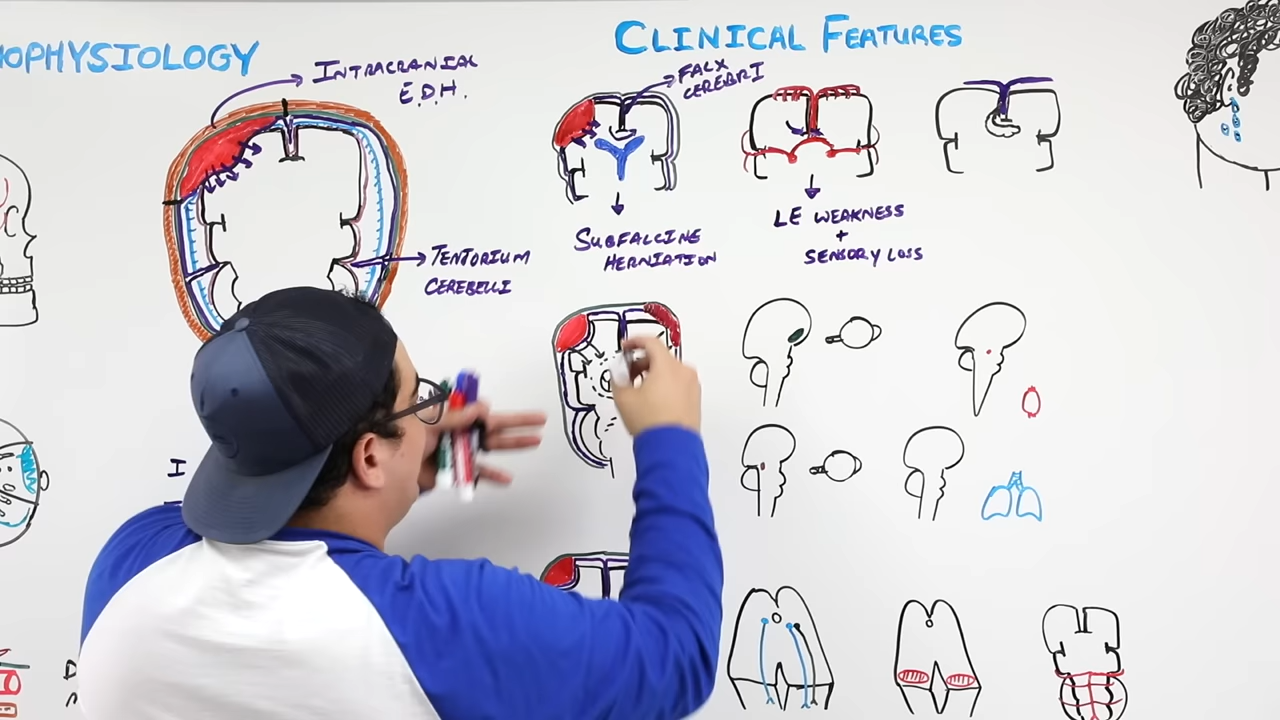 OPHYSIOLOGY
CLINICAL FEATURES
INTRACRANIAL
E.D.H.
FALX
CEREBRI
TENTORIUM
CEREBELLI
SUBFALCINE
HERNIATION
LE WEAKNESS
+
SENSORY LOSS
I
D